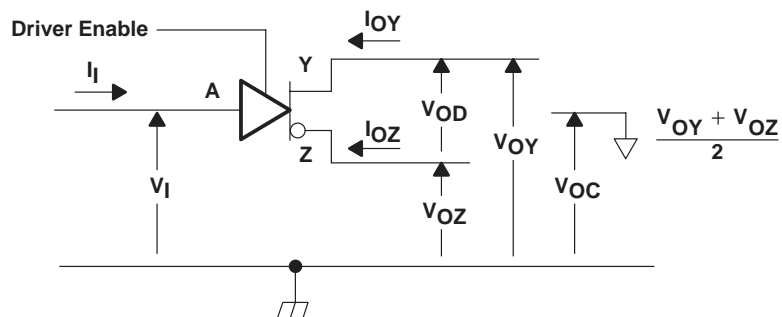 Driver Enable
IOY
II
A
Y
IOZ
Z
VOD
VOY
VOY + VOZ
2
VI
VOZ
VOC